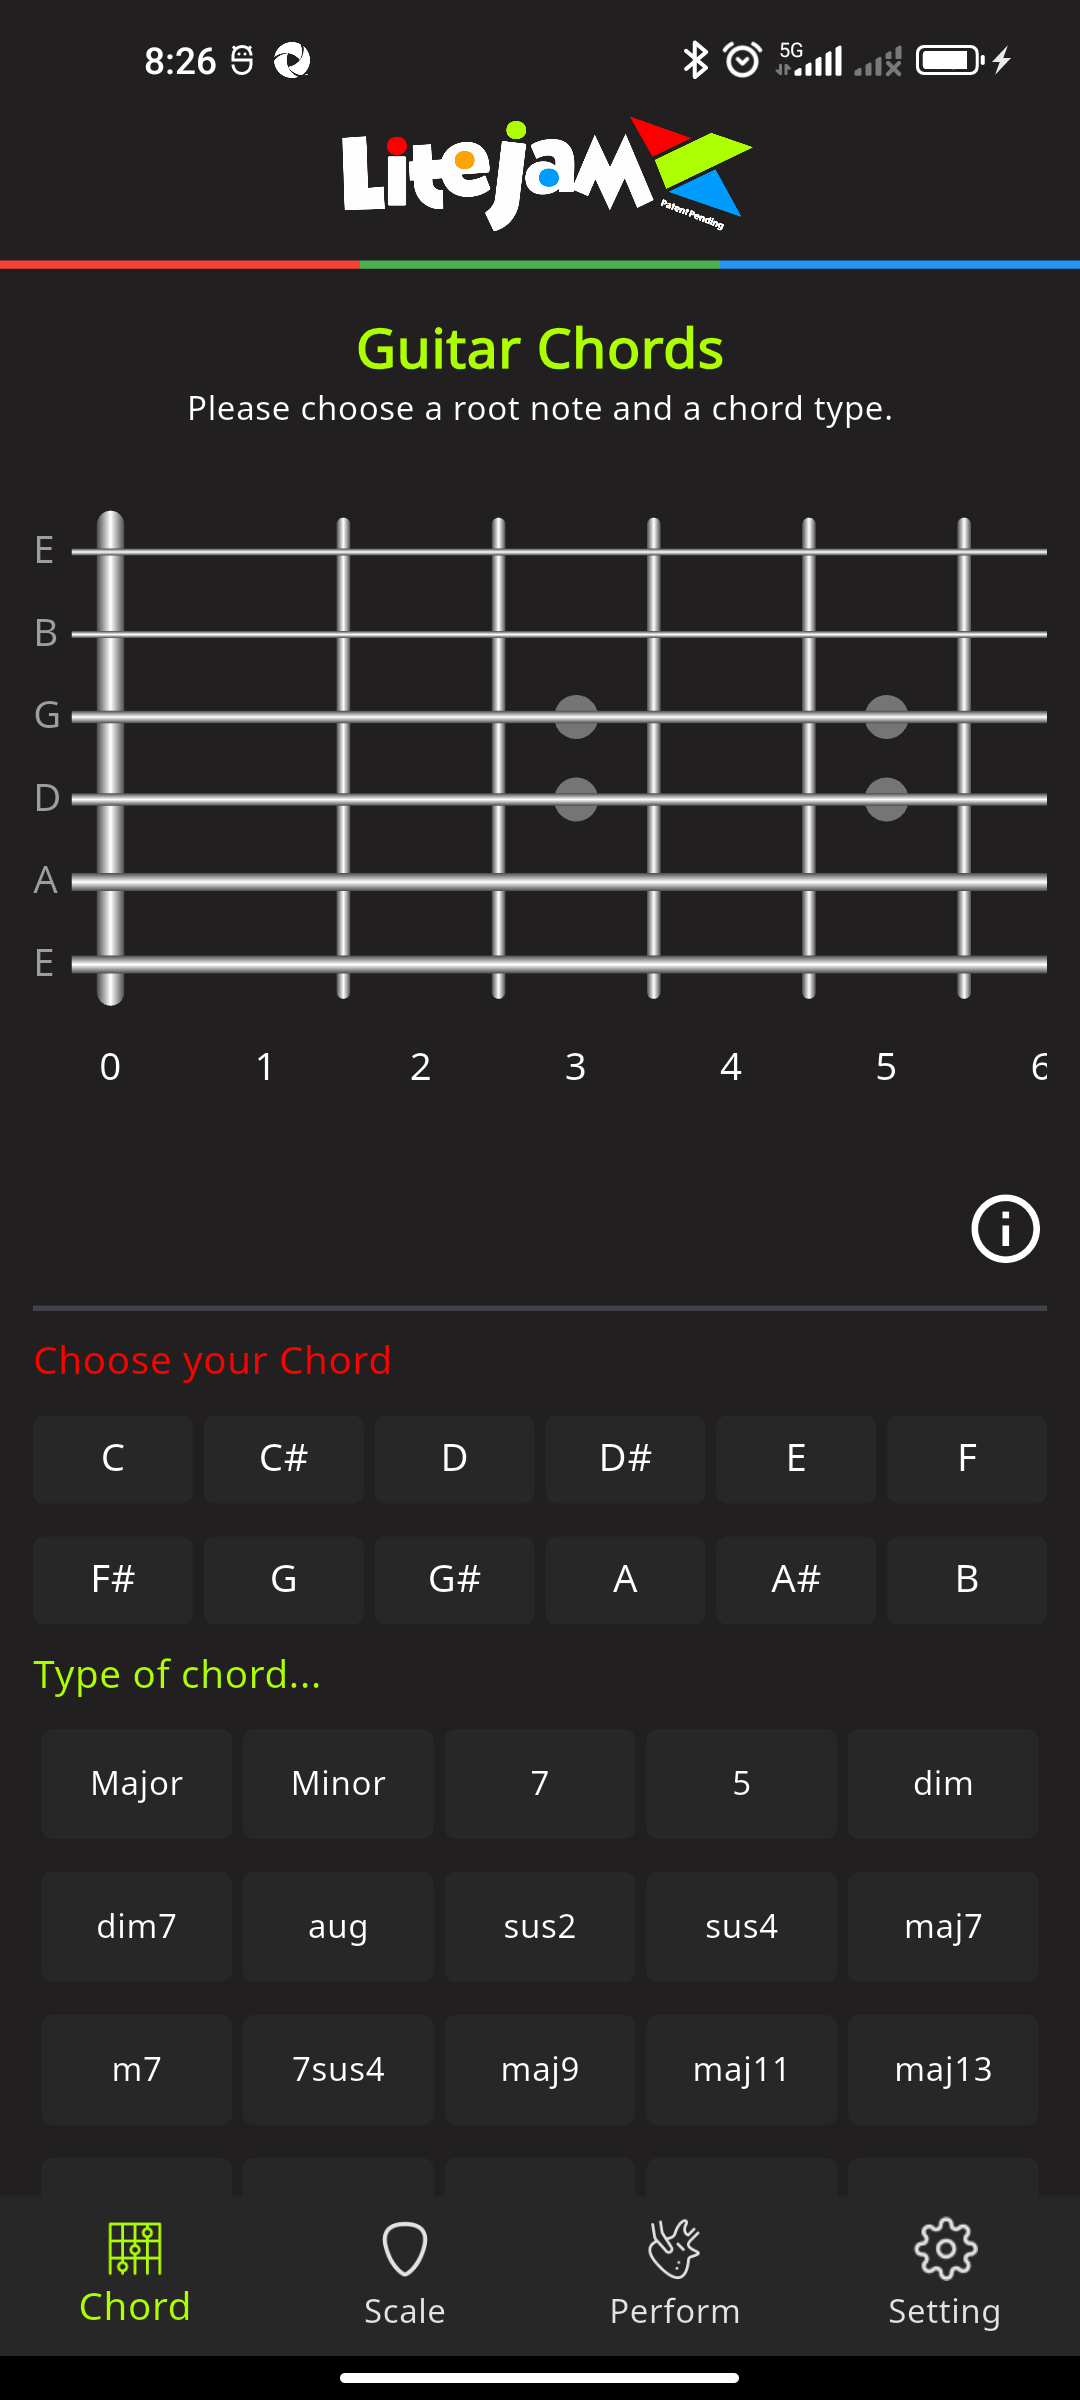 8:26 5G
Litejam
Patent Pending
Guitar Chords
Please choose a root note and a chord type.
E
B
G
D
A
E
0 1 2 3 4 5 6
Choose your Chord
C C# D D# E F
F# G G# A A# B
Type of chord...
Major Minor 7 5 dim
dim7 aug sus2 sus4 maj7
m7 7sus4 maj9 maj11 maj13
Chord Scale Perform Setting